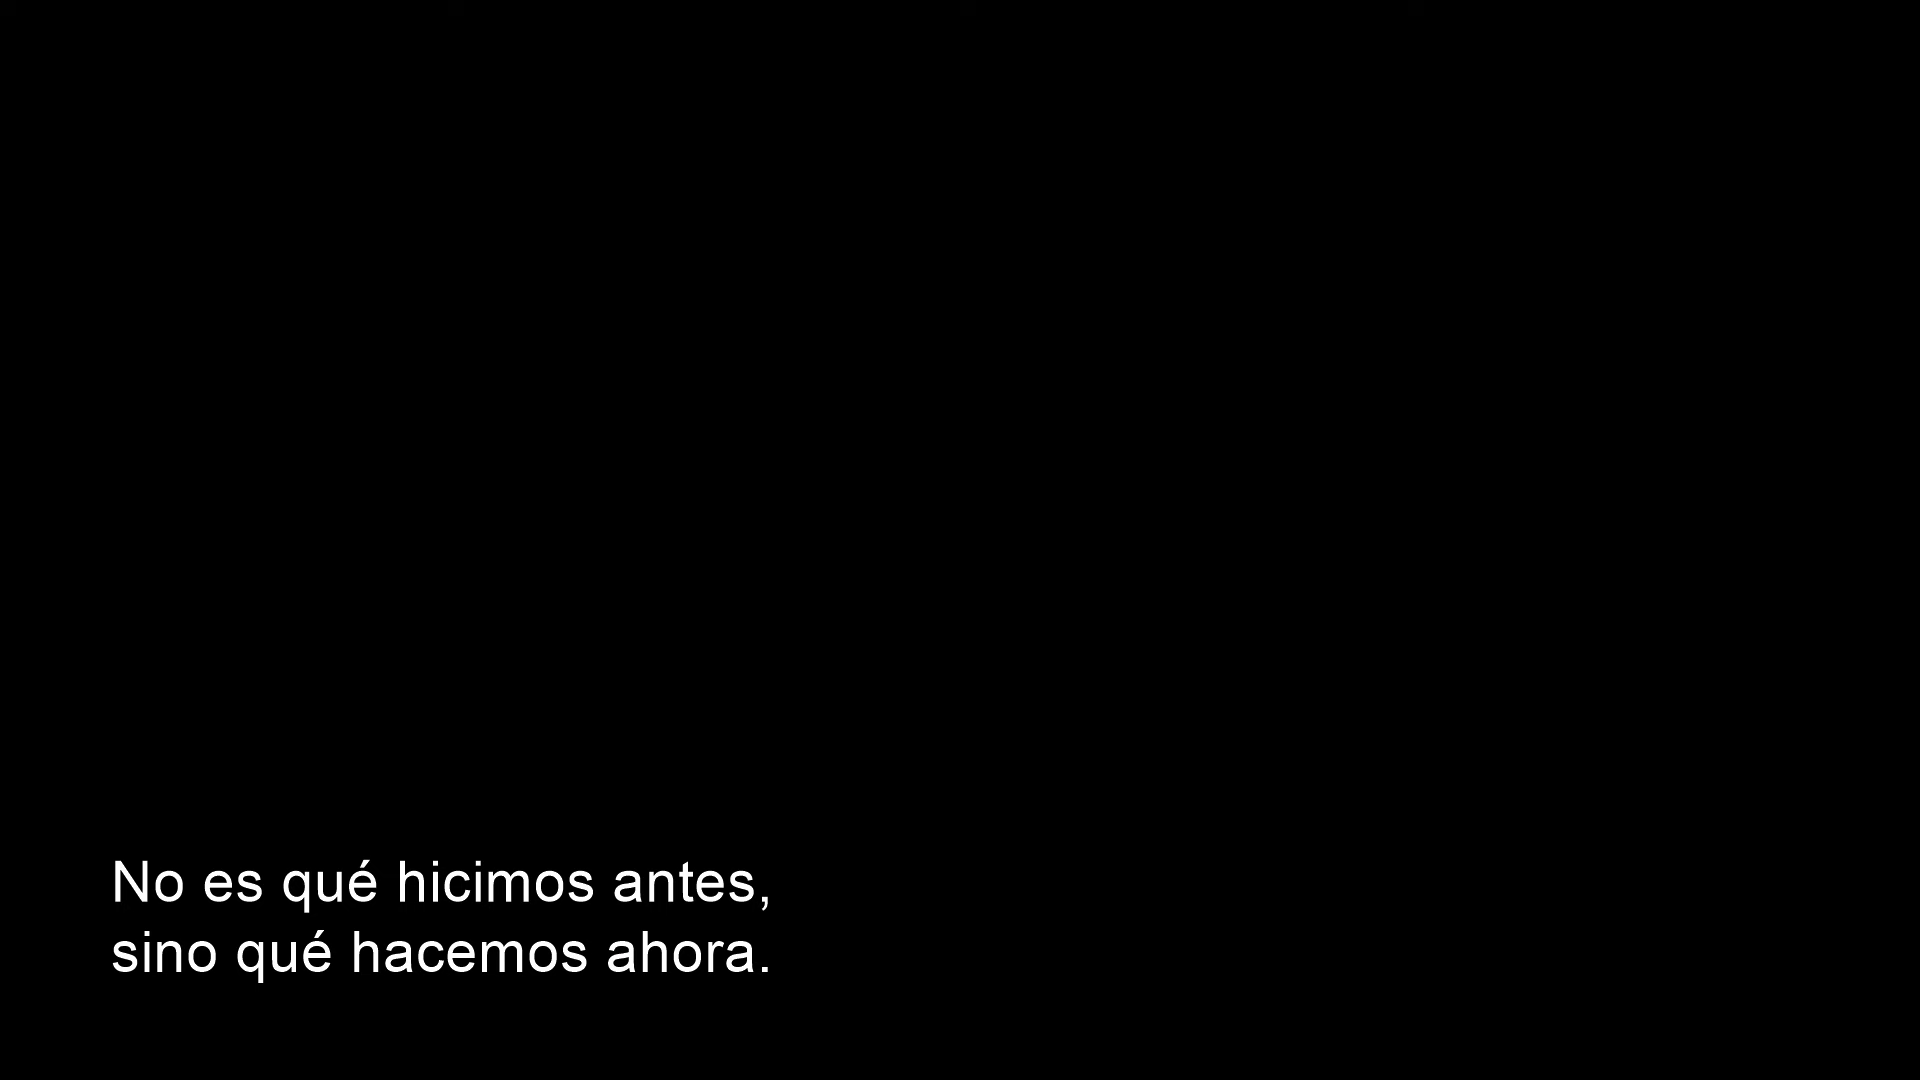 No es qué hicimos antes,
sino qué hacemos ahora.